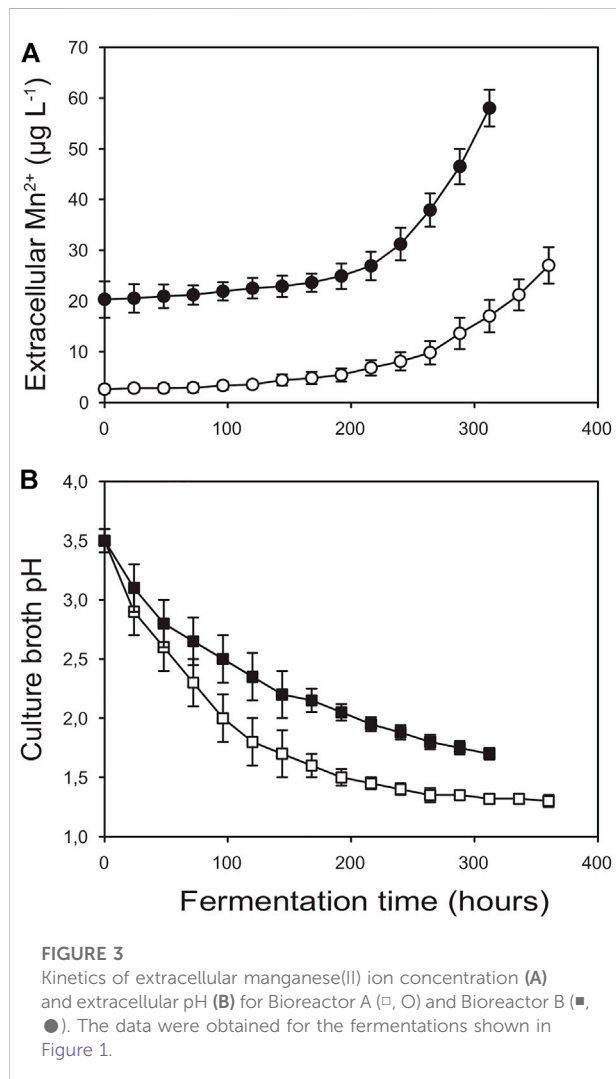 A
Extracellular Mn²⁺ (µg L⁻¹)
70
60
50
40
30
20
10
0
0 100 200 300 400
B
Culture broth pH
4,0
3,5
3,0
2,5
2,0
1,5
1,0
0 100 200 300 400
Fermentation time (hours)
FIGURE 3
Kinetics of extracellular manganese(II) ion concentration (A)
and extracellular pH (B) for Bioreactor A (□, O) and Bioreactor B (■,
●). The data were obtained for the fermentations shown in
Figure 1.